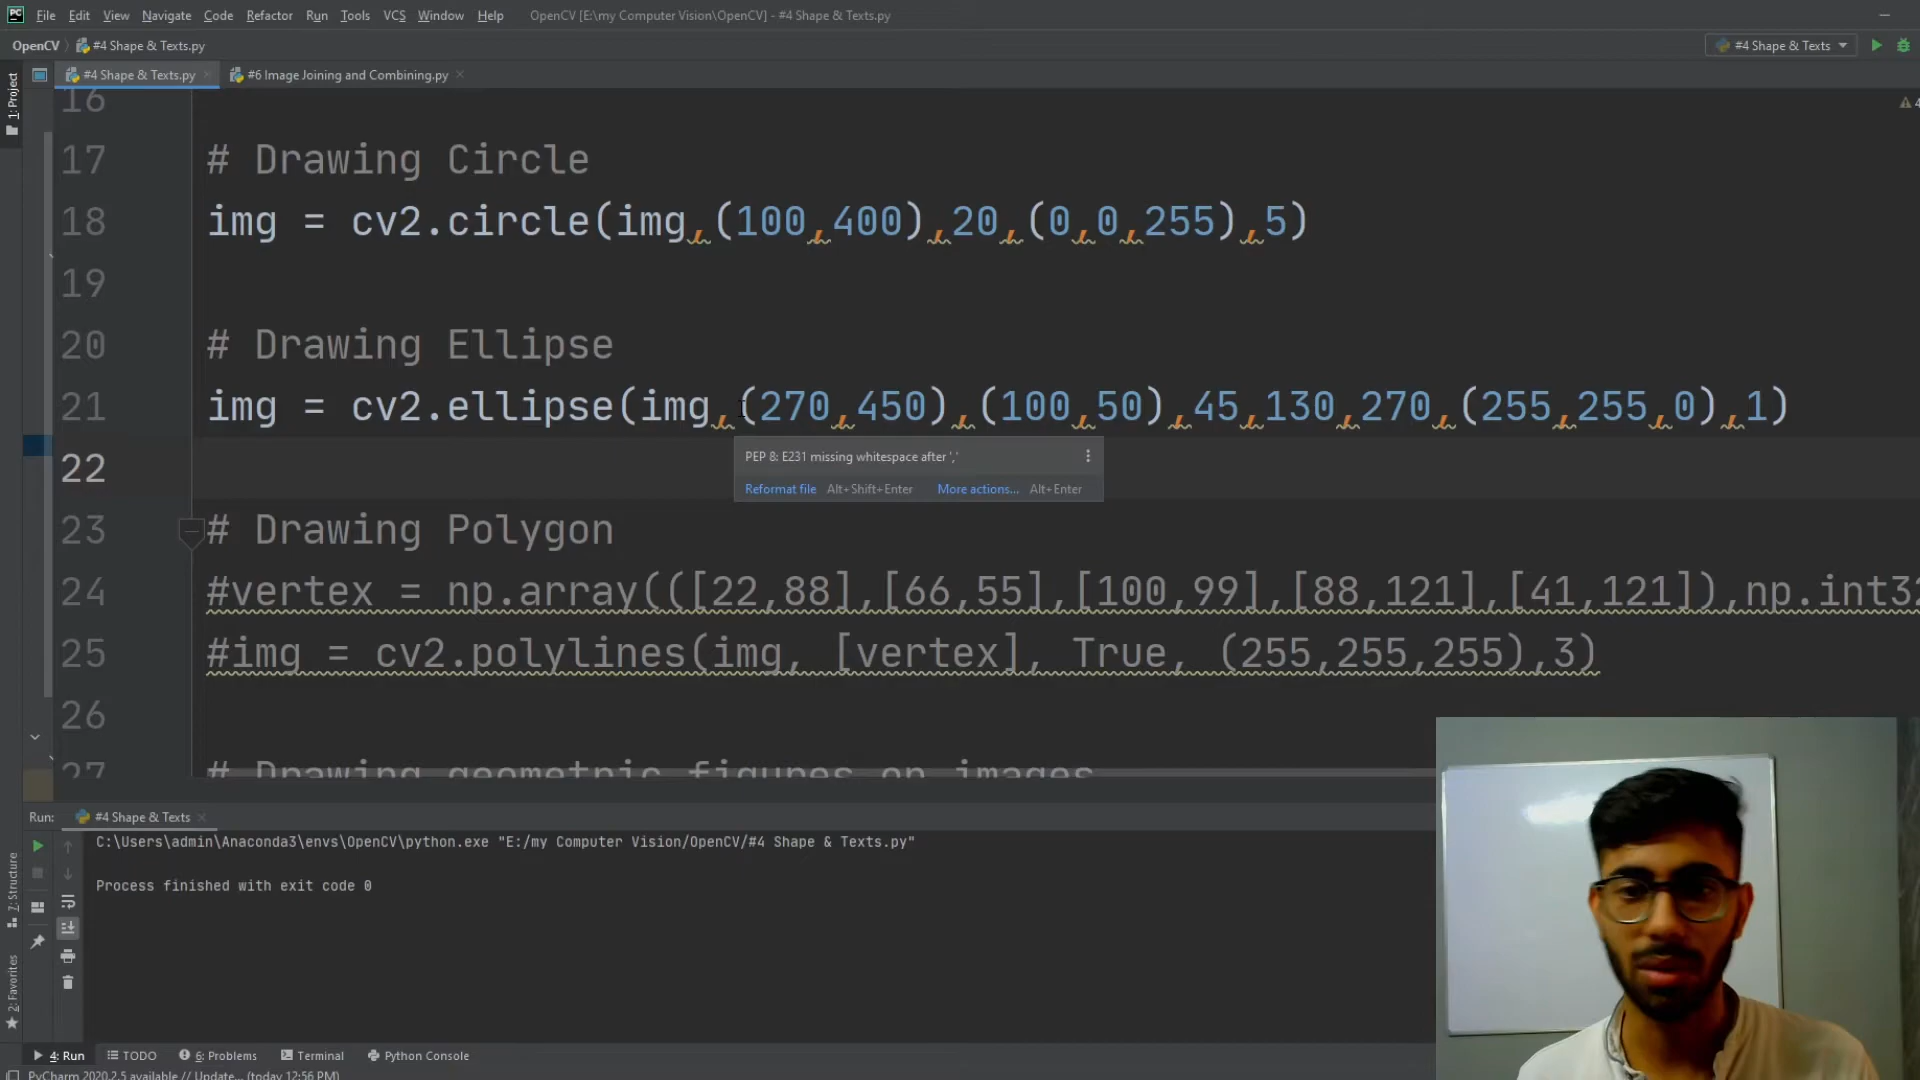 File Edit View Navigate Code Refactor Run Tools VCS Window Help OpenCV [E:\my Computer Vision\OpenCV] - #4 Shape & Texts.py
OpenCV #4 Shape & Texts.py #4 Shape & Texts
#4 Shape & Texts.py #6 Image Joining and Combining.py
1: Project
16
17 # Drawing Circle
18 img = cv2.circle(img,(100,400),20,(0,0,255),5)
19
20 # Drawing Ellipse
21 img = cv2.ellipse(img,(270,450),(100,50),45,130,270,(255,255,0),1)
22
PEP 8: E231 missing whitespace after ','
Reformat file Alt+Shift+Enter More actions... Alt+Enter
23 # Drawing Polygon
24 #vertex = np.array(([22,88],[66,55],[100,99],[88,121],[41,121]),np.int32
25 #img = cv2.polylines(img, [vertex], True, (255,255,255),3)
26
27 # Drawing geometric figures on images
Run: #4 Shape & Texts
C:\Users\admin\Anaconda3\envs\OpenCV\python.exe "E:/my Computer Vision/OpenCV/#4 Shape & Texts.py"
Process finished with exit code 0
7: Structure
2: Favorites
4: Run TODO 6: Problems Terminal Python Console
PyCharm 2020.2.5 available // Update... (today 12:56 PM)